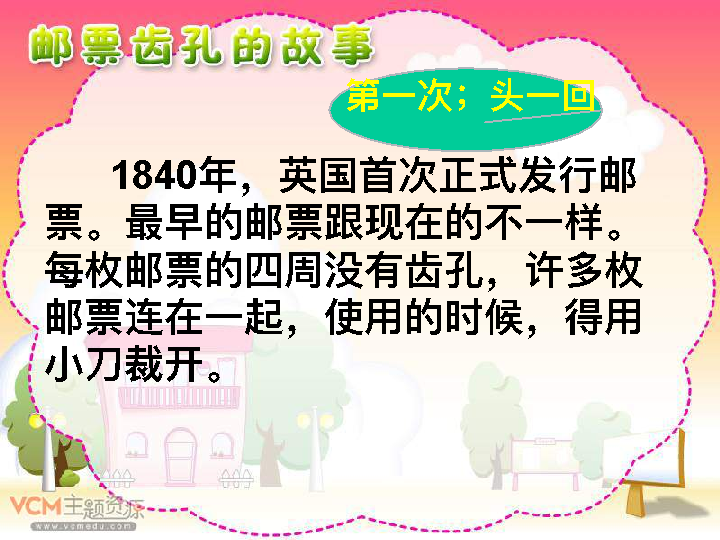 邮票齿孔的故事
第一次；头一回
1840年，英国首次正式发行邮
票。最早的邮票跟现在的不一样。
每枚邮票的四周没有齿孔，许多枚
邮票连在一起，使用的时候，得用
小刀裁开。
VCM主题资源
www.vcmedu.com